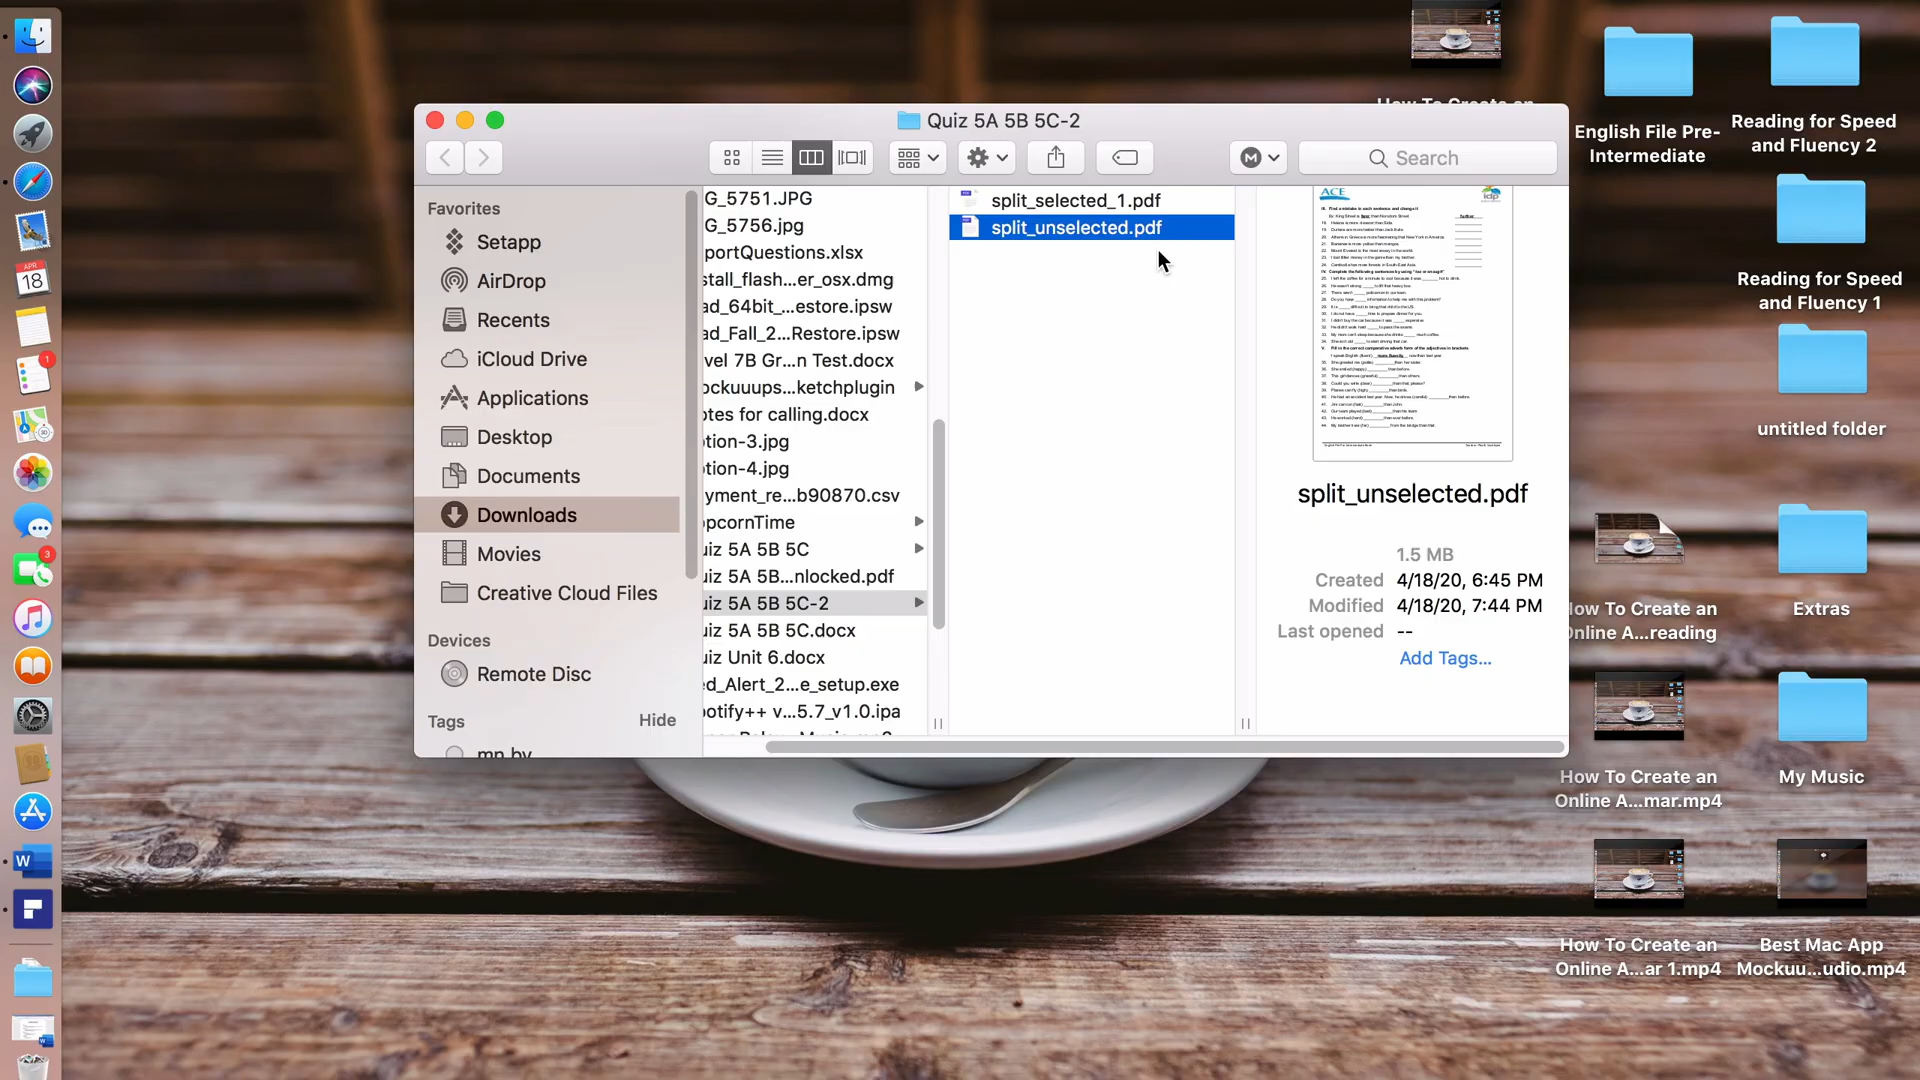 Quiz 5A 5B 5C-2
Search
Favorites
Setapp
AirDrop
Recents
iCloud Drive
Applications
Desktop
Documents
Downloads
Movies
Creative Cloud Files
Devices
Remote Disc
Tags
Hide
G_5751.JPG
G_5756.jpg
portQuestions.xlsx
stall_flash...er_osx.dmg
ad_64bit_...estore.ipsw
ad_Fall_2...Restore.ipsw
vel 7B Gr...n Test.docx
ockuuups...ketchplugin
otes for calling.docx
tion-3.jpg
tion-4.jpg
yment_re...b90870.csv
opcornTime
uiz 5A 5B 5C
uiz 5A 5B...nlocked.pdf
uiz 5A 5B 5C-2
uiz 5A 5B 5C.docx
uiz Unit 6.docx
ed_Alert_2...e_setup.exe
otify++ v...5.7_v1.0.ipa
split_selected_1.pdf
split_unselected.pdf
ACE
idp
split_unselected.pdf
1.5 MB
Created 4/18/20, 6:45 PM
Modified 4/18/20, 7:44 PM
Last opened --
Add Tags...
English File Pre-
Intermediate
Reading for Speed
and Fluency 2
Reading for Speed
and Fluency 1
untitled folder
How To Create an
Online A...reading
Extras
How To Create an
Online A...mar.mp4
My Music
How To Create an
Online A...ar 1.mp4
Best Mac App
Mockuu...udio.mp4
APR
18
1
3